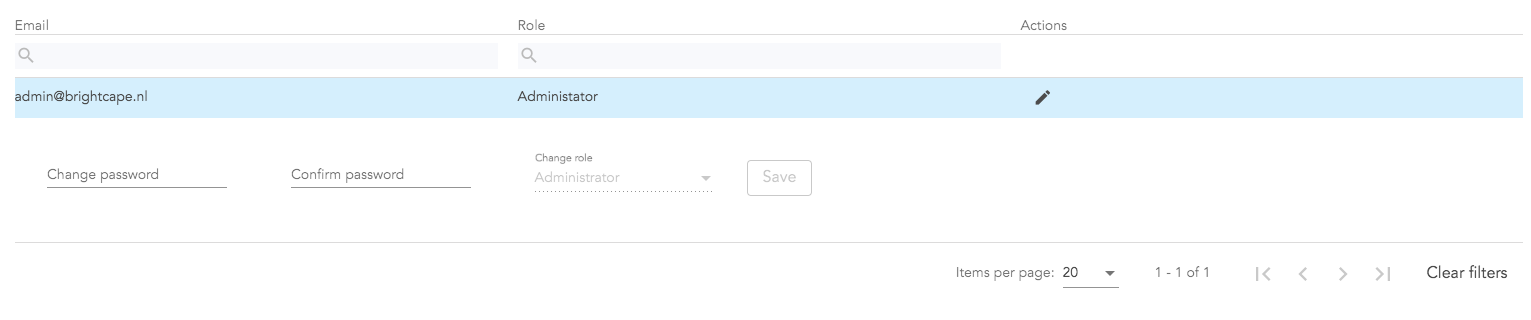 Email Role Actions
admin@brightcape.nl Administator
Change role
Change password Confirm password Administrator Save
Items per page: 20 1 - 1 of 1 Clear filters